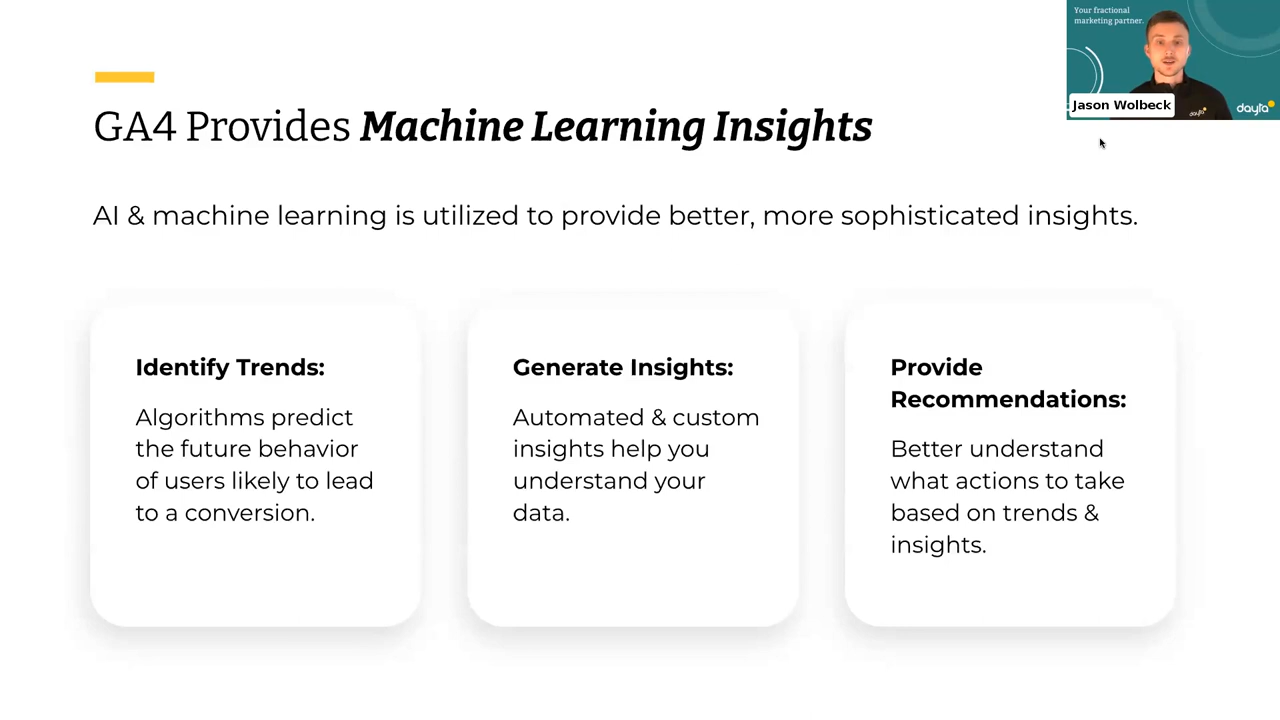 Your fractional
marketing partner.
Jason Wolbeck
dayta
GA4 Provides Machine Learning Insights
AI & machine learning is utilized to provide better, more sophisticated insights.
Identify Trends:
Algorithms predict
the future behavior
of users likely to lead
to a conversion.
Generate Insights:
Automated & custom
insights help you
understand your
data.
Provide
Recommendations:
Better understand
what actions to take
based on trends &
insights.